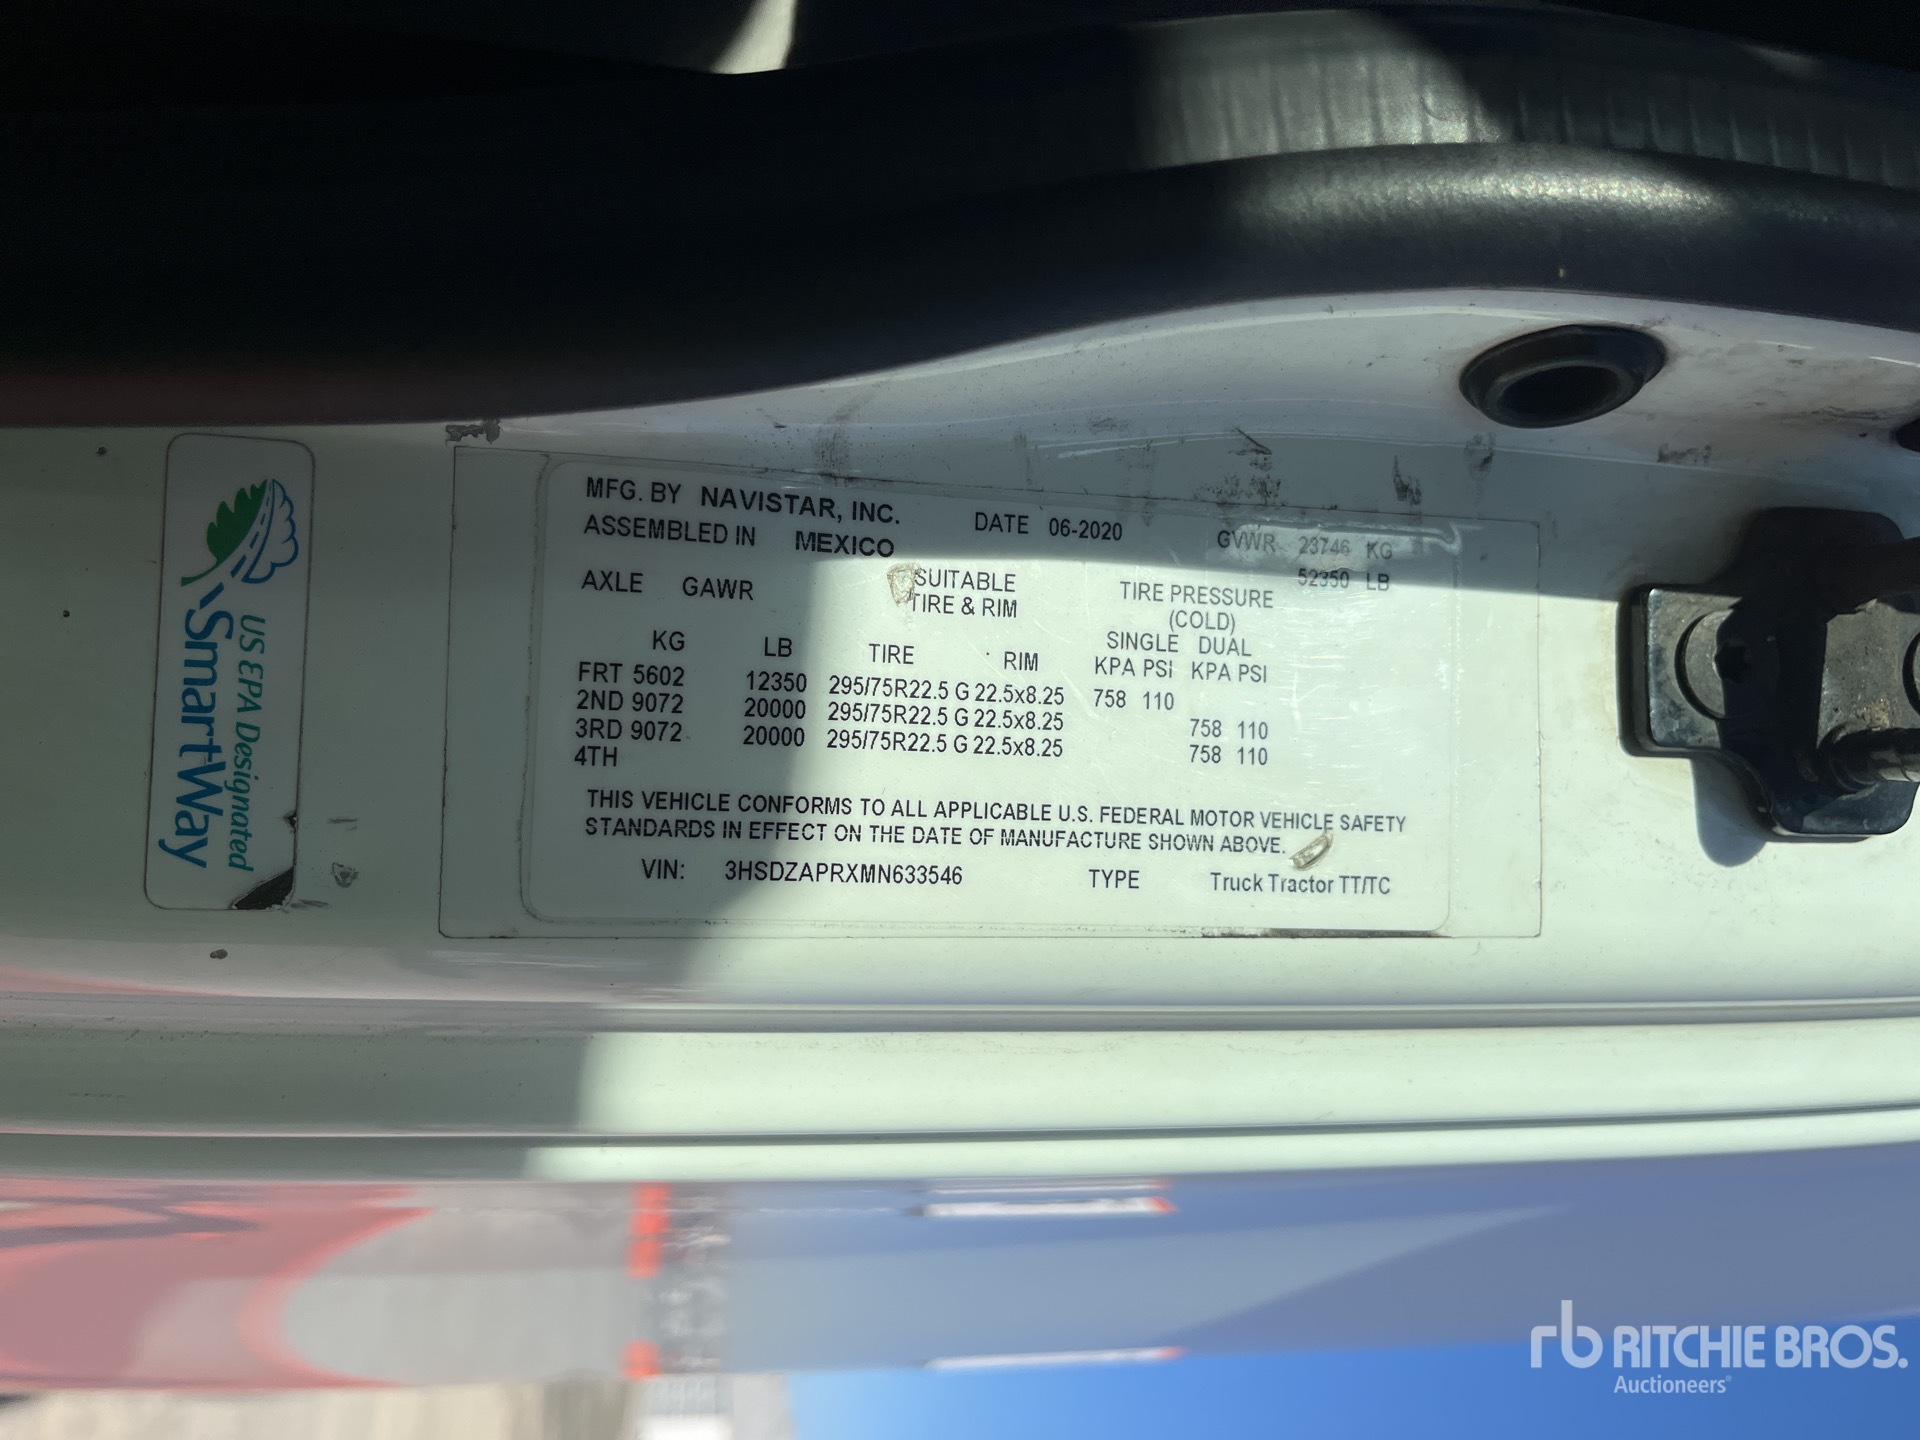 MFG. BY NAVISTAR, INC. DATE 06-2020 GVWR 23746 KG
ASSEMBLED IN MEXICO 52350 LB
AXLE GAWR SUITABLE TIRE PRESSURE
TIRE & RIM (COLD)
SINGLE DUAL
KG LB TIRE RIM KPA PSI KPA PSI
FRT 5602 12350 295/75R22.5 G 22.5x8.25 758 110
2ND 9072 20000 295/75R22.5 G 22.5x8.25 758 110
3RD 9072 20000 295/75R22.5 G 22.5x8.25 758 110
4TH
THIS VEHICLE CONFORMS TO ALL APPLICABLE U.S. FEDERAL MOTOR VEHICLE SAFETY
STANDARDS IN EFFECT ON THE DATE OF MANUFACTURE SHOWN ABOVE.
VIN: 3HSDZAPRXMN633546 TYPE Truck Tractor TT/TC
US EPA Designated
SmartWay
rb RITCHIE BROS.
Auctioneers